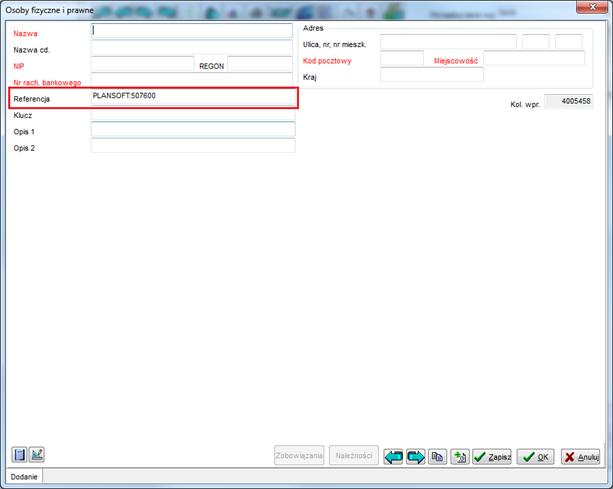 Osoby fizyczne i prawne
Nazwa
Nazwa cd.
NIP
REGON
Nr rach. bankowego
Referencja
PLANSOFT:507600
Klucz
Opis 1
Opis 2
Adres
Ulica, nr, nr mieszk.
Kod pocztowy
Miejscowość
Kraj
Kol. wpr.
4005458
Zobowiązania
Należności
Zapisz
OK
Anuluj
Dodanie